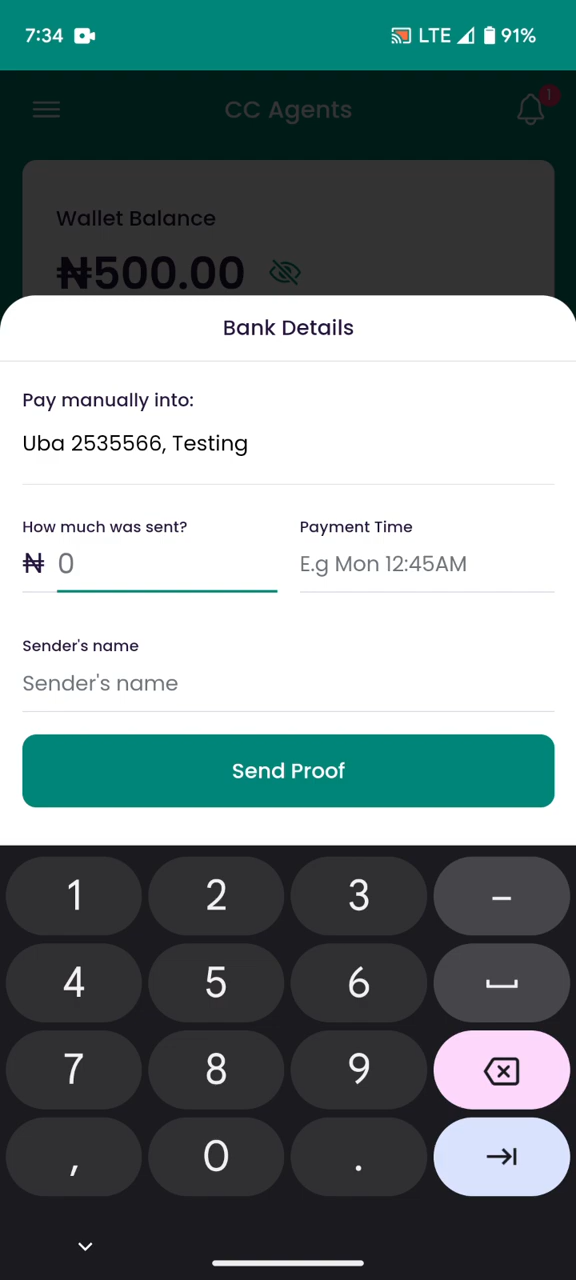 7:34 LTE 91%
CC Agents 1
Wallet Balance
₦500.00
Bank Details
Pay manually into:
Uba 2535566, Testing
How much was sent? Payment Time
₦ 0 E.g Mon 12:45AM
Sender's name
Sender's name
Send Proof
1 2 3 –
4 5 6
7 8 9
, 0 .